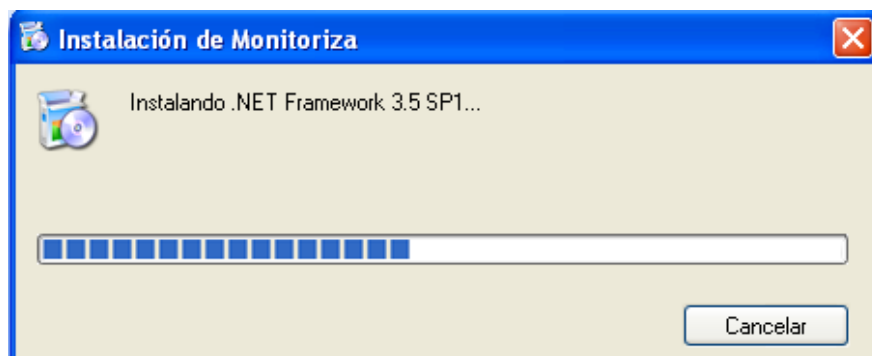 Instalación de Monitoriza
Instalando .NET Framework 3.5 SP1...
Cancelar